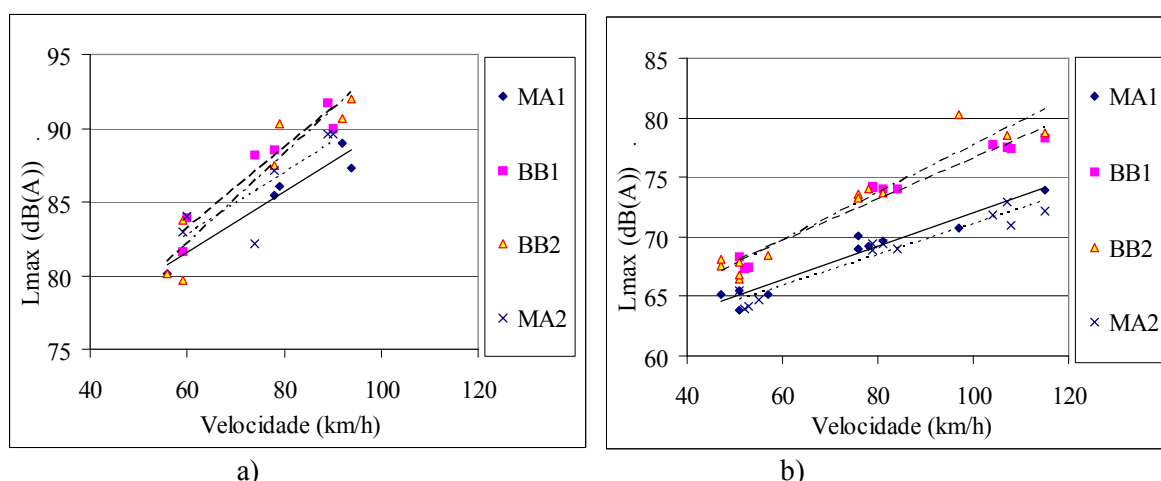 95
90
85
80
75
40 60 80 100 120
Lmax (dB(A))
Velocidade (km/h)
MA1
BB1
BB2
MA2
a)
85
80
75
70
65
60
40 60 80 100 120
Lmax (dB(A))
Velocidade (km/h)
MA1
BB1
BB2
MA2
b)